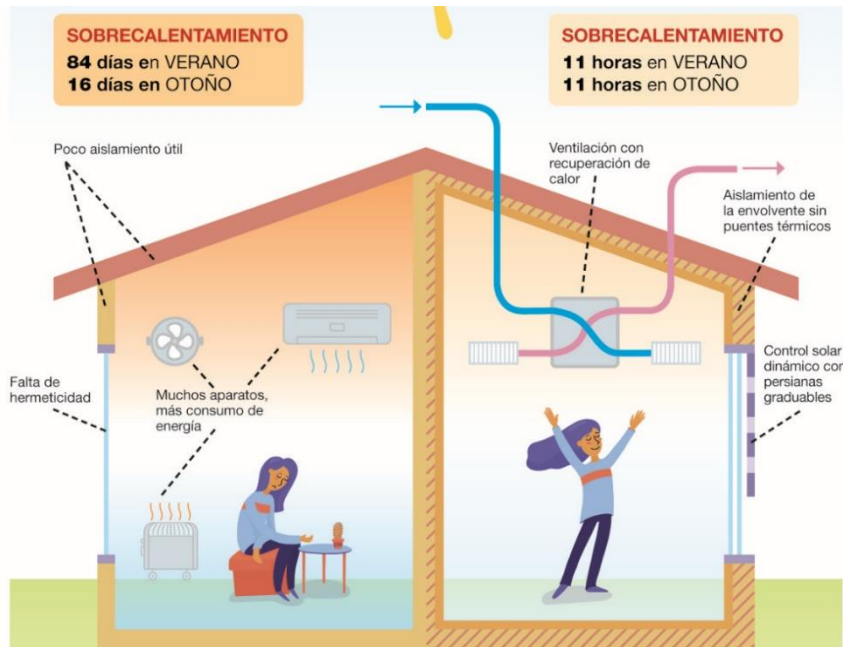 SOBRECALENTAMIENTO
84 días en VERANO
16 días en OTOÑO
SOBRECALENTAMIENTO
11 horas en VERANO
11 horas en OTOÑO
Poco aislamiento útil
Ventilación con
recuperación de
calor
Aislamiento de
la envolvente sin
puentes térmicos
Falta de
hermeticidad
Muchos aparatos,
más consumo de
energía
Control solar
dinámico con
persianas
graduables